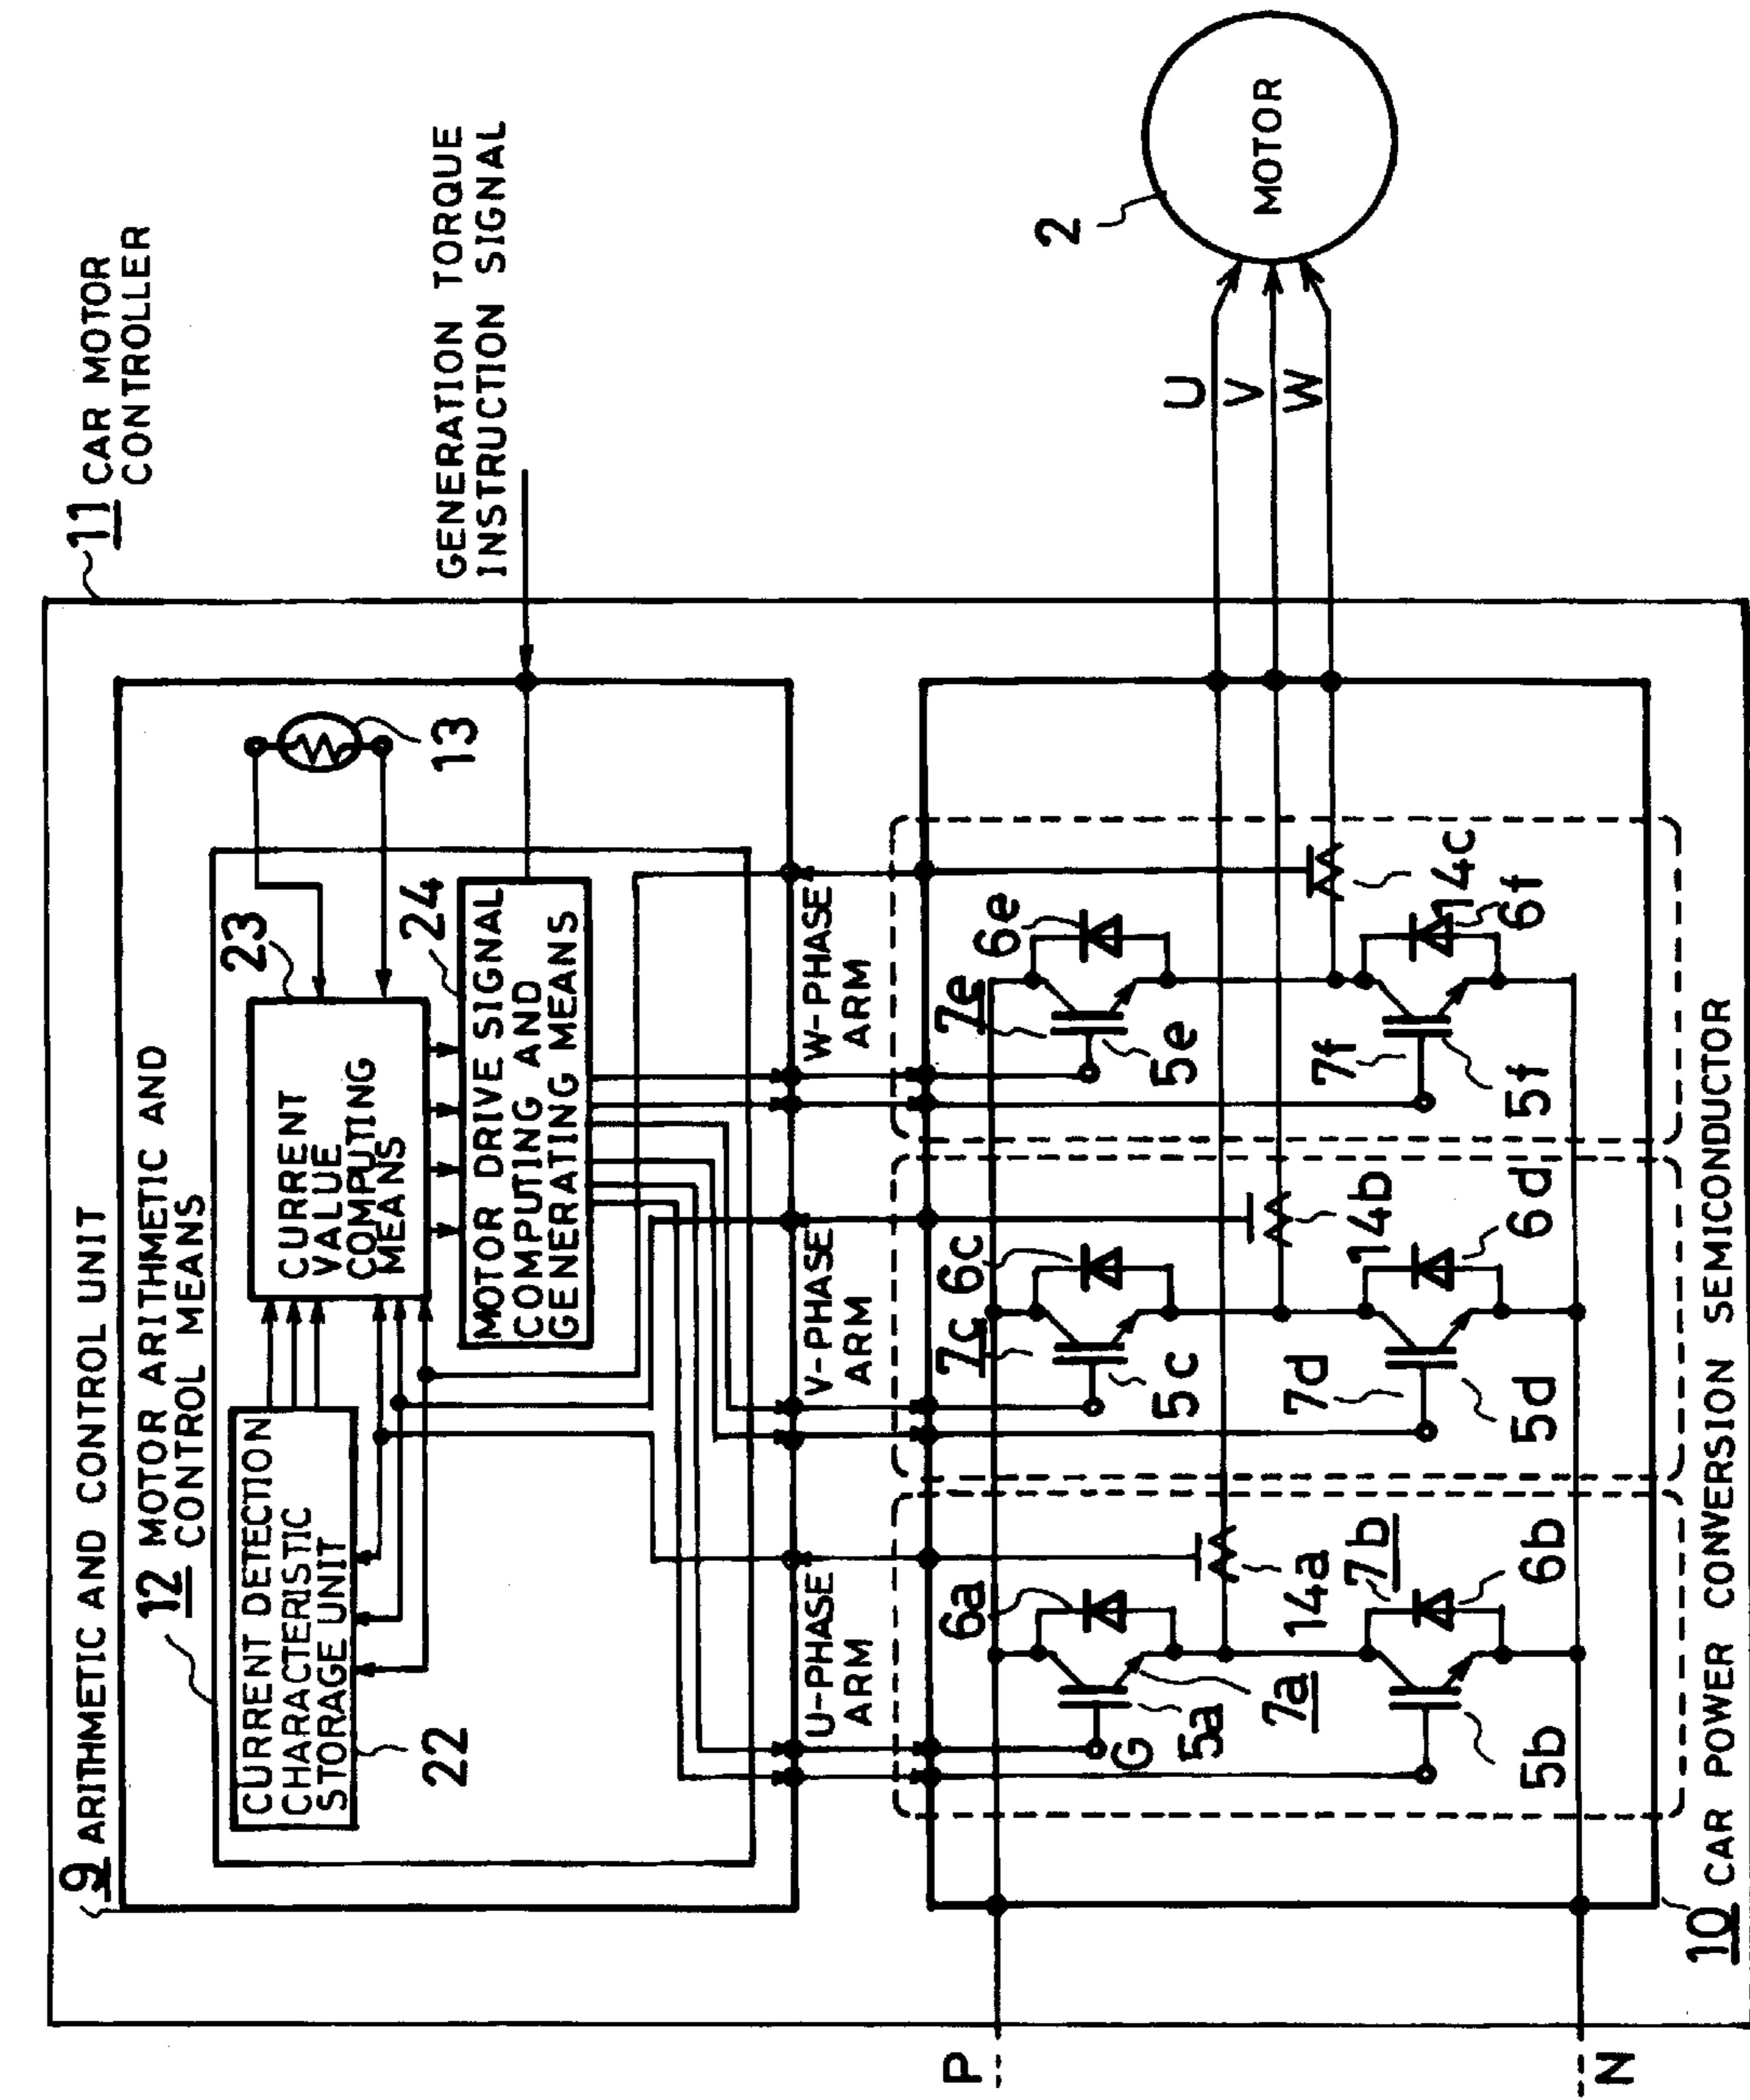 11 CAR MOTOR
CONTROLLER
9 ARITHMETIC AND CONTROL UNIT
12 MOTOR ARITHMETIC AND
CONTROL MEANS
GENERATION TORQUE
INSTRUCTION SIGNAL
CURRENT DETECTION
CHARACTERISTIC
STORAGE UNIT
22
CURRENT
VALUE
COMPUTING
MEANS
23
13
24
MOTOR DRIVE SIGNAL
COMPUTING AND
GENERATING MEANS
U-PHASE
ARM
V-PHASE
ARM
W-PHASE
ARM
P
N
6a
G
5a
7a
14a
7b
6b
5b
7c
6c
5c
14b
7d
6d
5d
7e
6e
5e
14c
7f
6f
5f
U
V
W
2
MOTOR
10 CAR POWER CONVERSION SEMICONDUCTOR